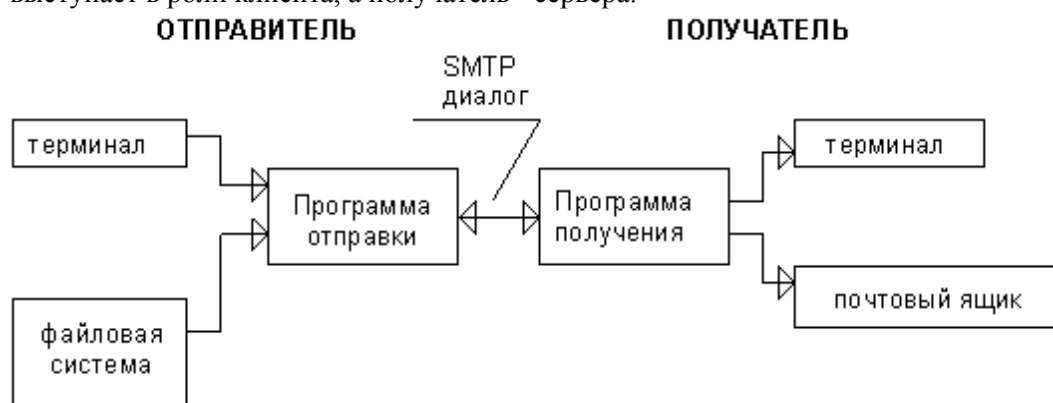 выступает в роли клиента, а получатель - сервера.
ОТПРАВИТЕЛЬ
ПОЛУЧАТЕЛЬ
SMTP
диалог
терминал
терминал
Программа
отправки
Программа
получения
файловая
система
почтовый ящик